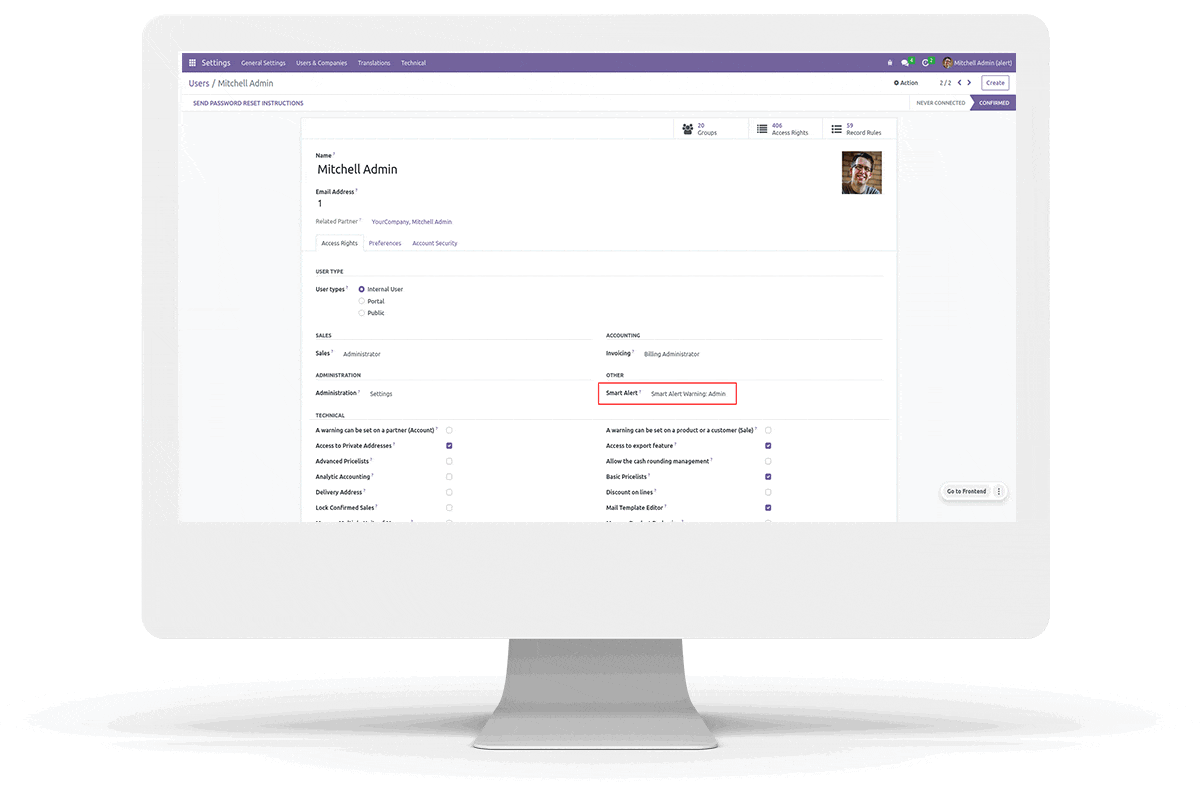 Settings General Settings Users & Companies Translations Technical 4 2 Mitchell Admin (alert)
Users / Mitchell Admin Action 2 / 2 Create
SEND PASSWORD RESET INSTRUCTIONS NEVER CONNECTED CONFIRMED
20 Groups 406 Access Rights 59 Record Rules
Name ?
Mitchell Admin
Email Address ?
1
Related Partner ? YourCompany, Mitchell Admin
Access Rights Preferences Account Security
USER TYPE
User types ? Internal User
Portal
Public
SALES ACCOUNTING
Sales ? Administrator Invoicing ? Billing Administrator
ADMINISTRATION OTHER
Administration ? Settings Smart Alert ? Smart Alert Warning: Admin
TECHNICAL
A warning can be set on a partner (Account) ? A warning can be set on a product or a customer (Sale) ?
Access to Private Addresses ? Access to export feature ?
Advanced Pricelists ? Allow the cash rounding management ?
Analytic Accounting ? Basic Pricelists ?
Delivery Address ? Discount on lines ?
Go to Frontend
Lock Confirmed Sales ? Mail Template Editor ?